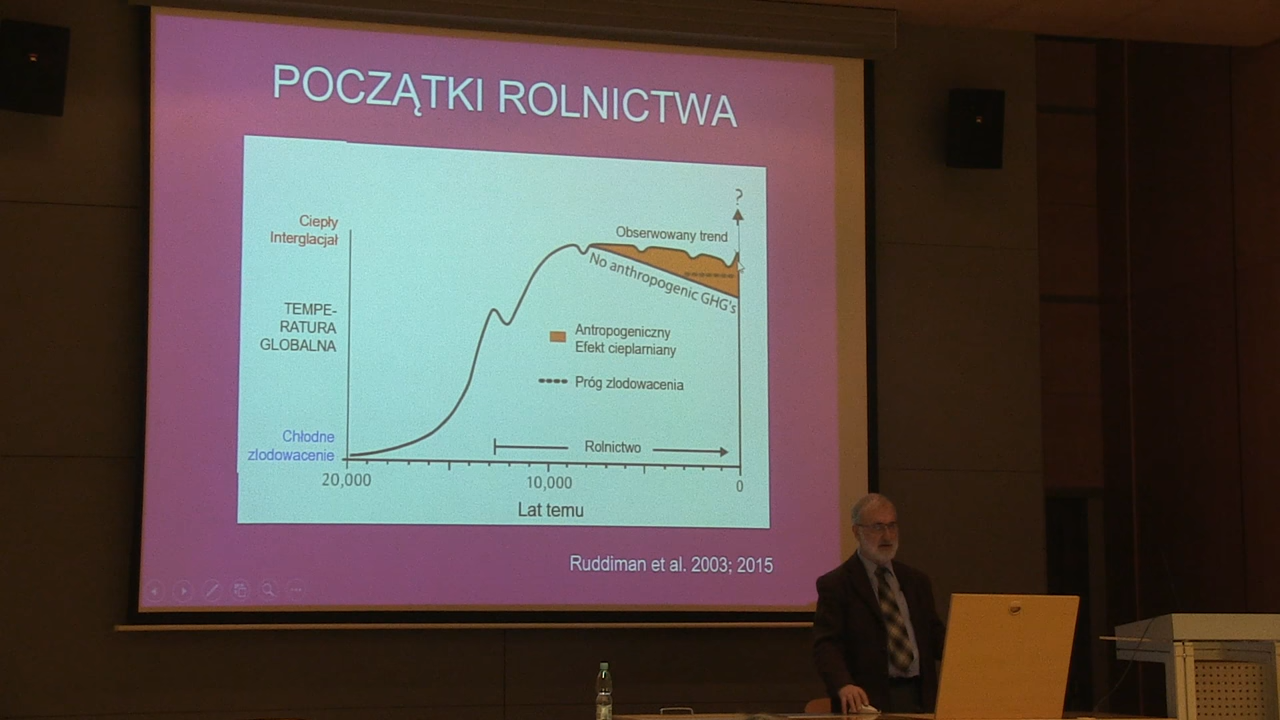 POCZĄTKI ROLNICTWA
?
Ciepły
Interglacjał
Obserwowany trend
No anthropogenic GHG's
TEMPE-
RATURA
GLOBALNA
Antropogeniczny
Efekt cieplarniany
Próg zlodowacenia
Chłodne
zlodowacenie
Rolnictwo
20,000
10,000
0
Lat temu
Ruddiman et al. 2003; 2015